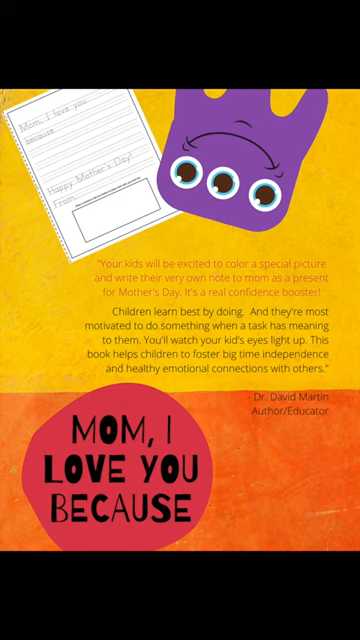 Mom, I love you
because
Happy Mother's Day!
From,
"Your kids will be excited to color a special picture
and write their very own note to mom as a present
for Mother's Day. It's a real confidence booster!
Children learn best by doing. And they're most
motivated to do something when a task has meaning
to them. You'll watch your kid's eyes light up. This
book helps children to foster big time independence
and healthy emotional connections with others."
- Dr. David Martin
Author/Educator
MOM, I
LOVE YOU
BECAUSE